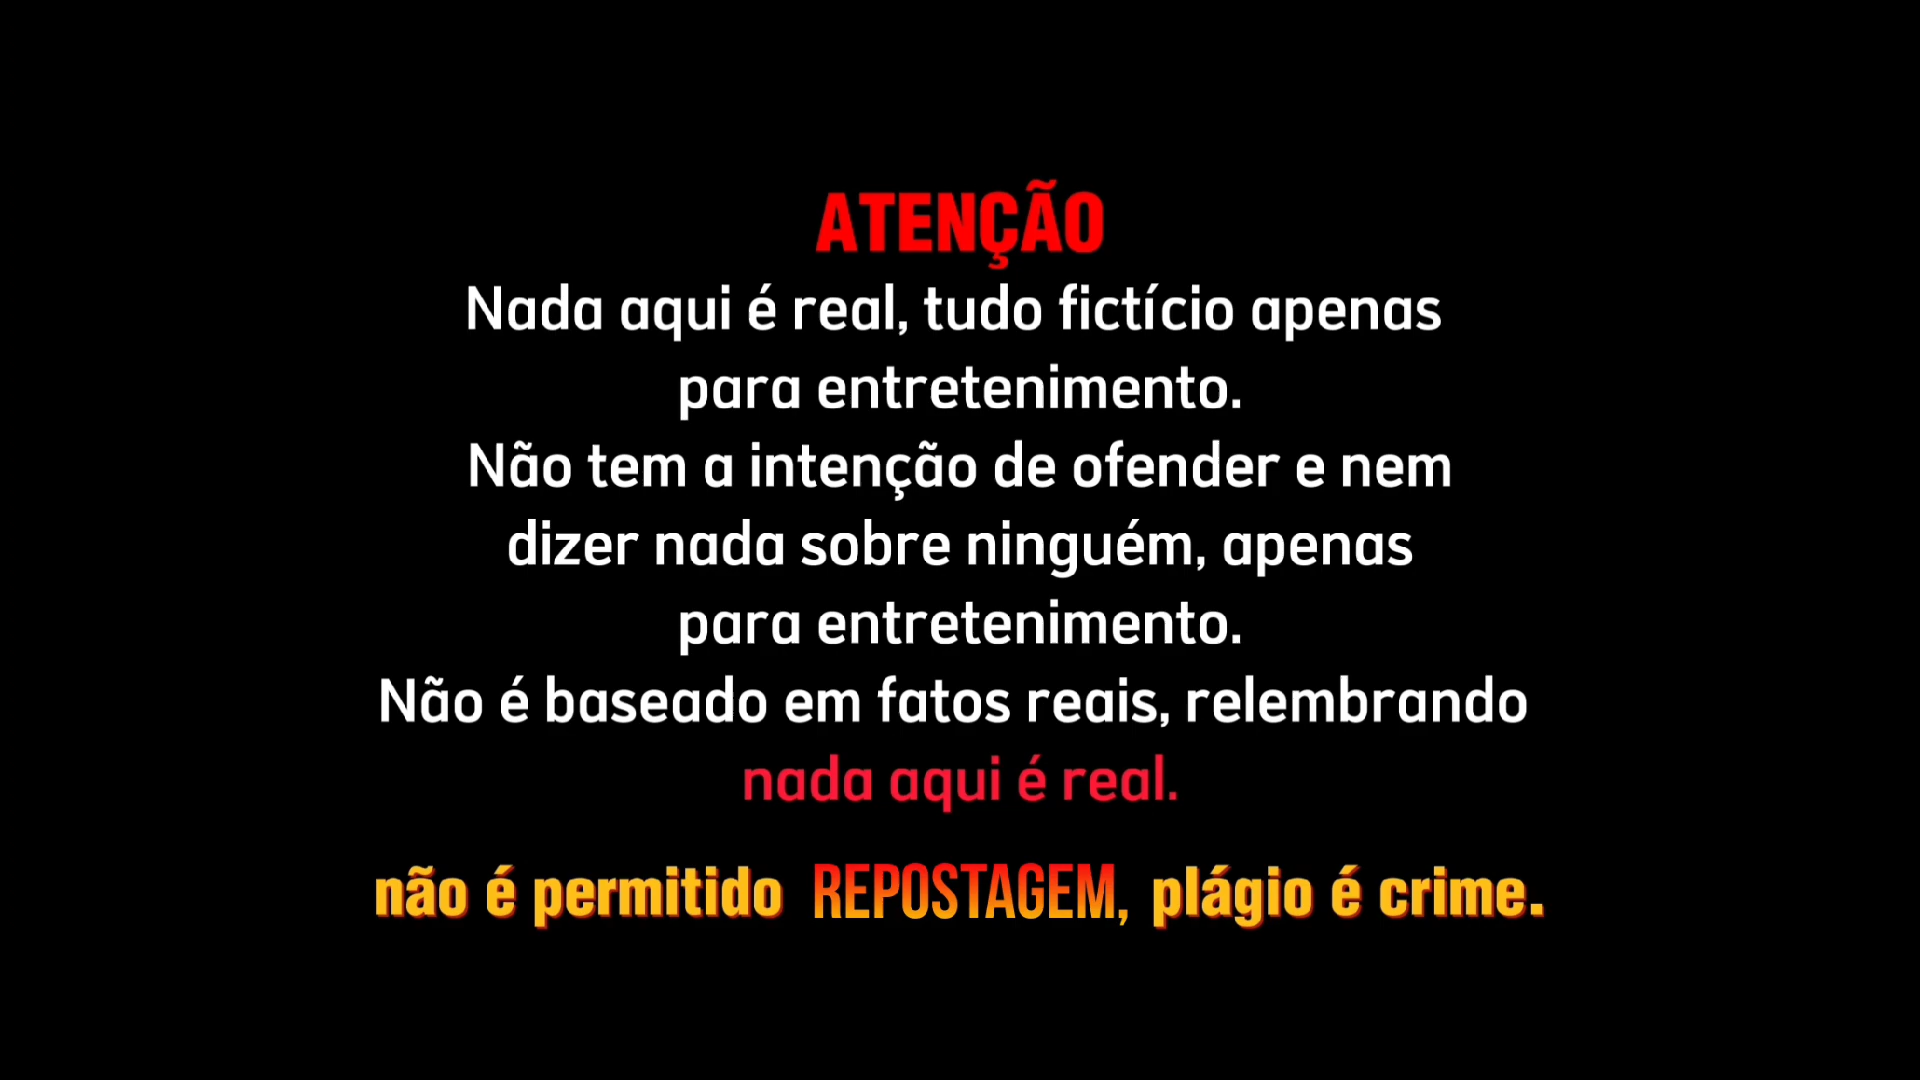 ATENÇÃO
Nada aqui é real, tudo fictício apenas
para entretenimento.
Não tem a intenção de ofender e nem
dizer nada sobre ninguém, apenas
para entretenimento.
Não é baseado em fatos reais, relembrando
nada aqui é real.
não é permitido REPOSTAGEM, plágio é crime.